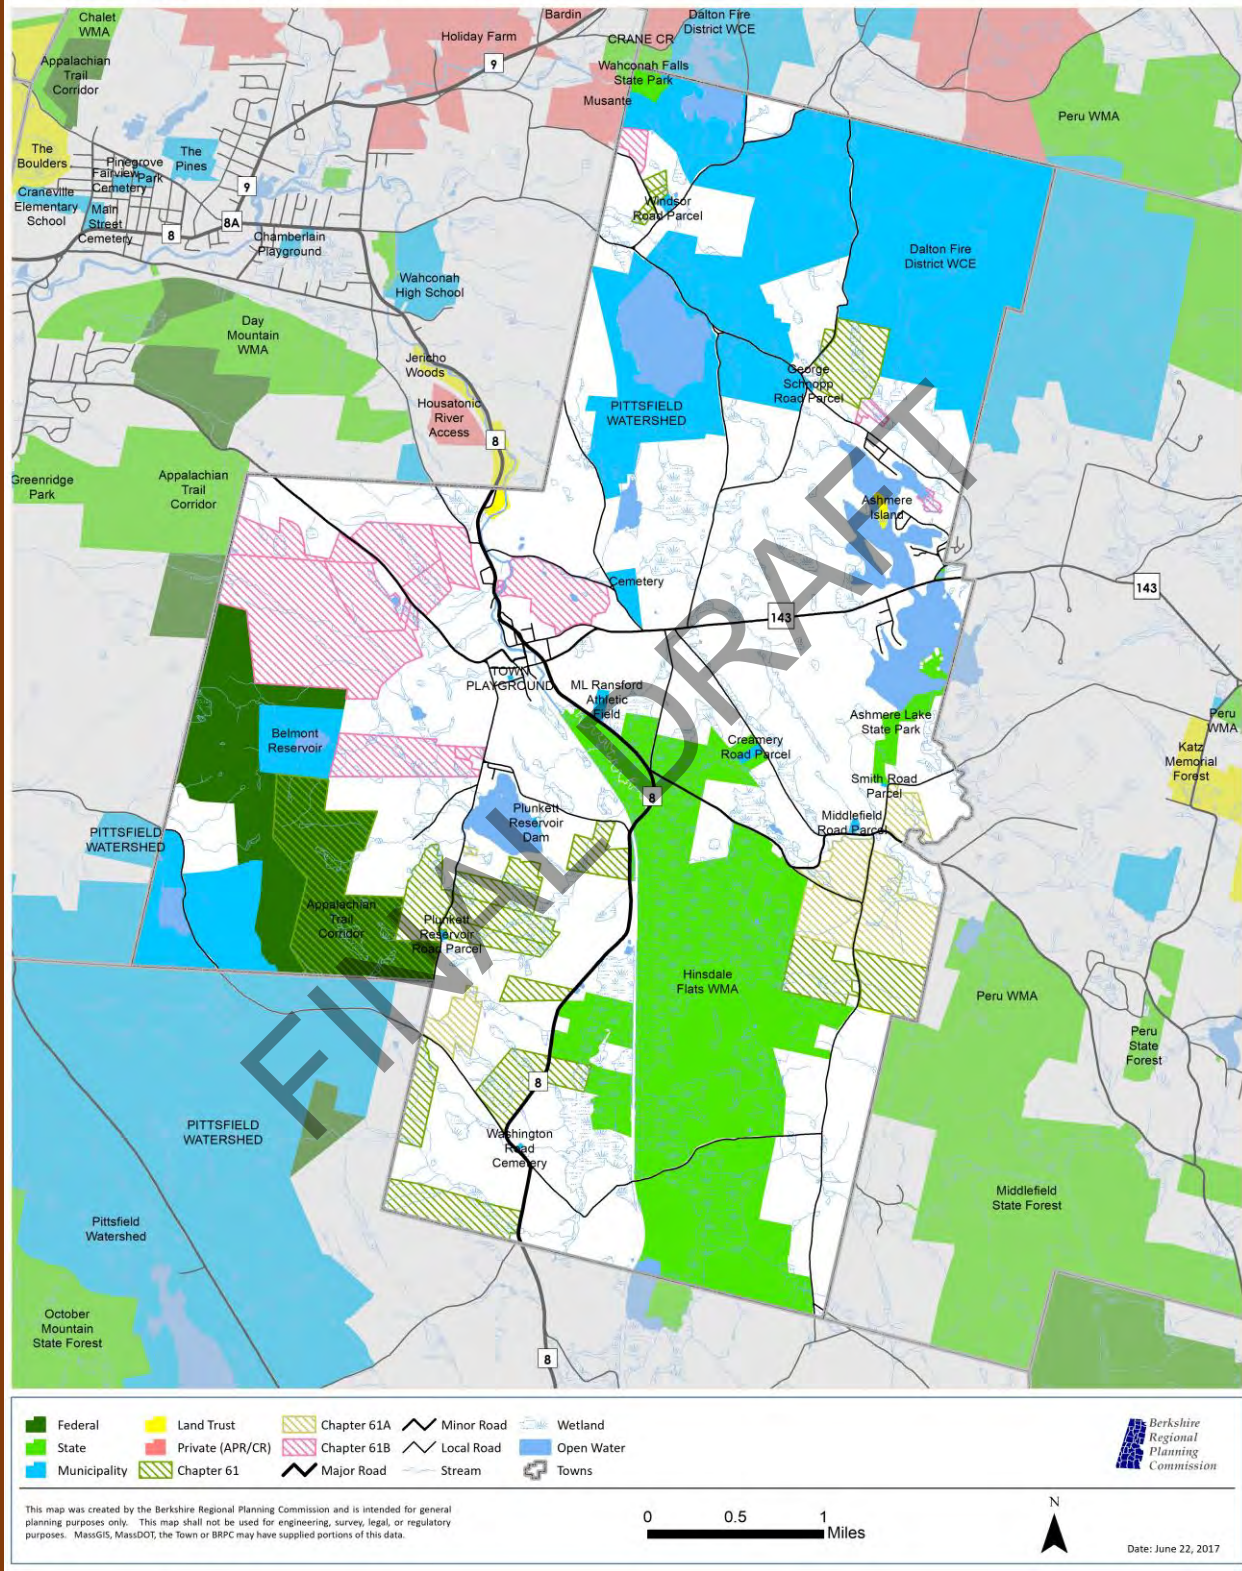 Chalet
WMA
Bardin
Dalton Fire
District WCE
Holiday Farm
CRANE CR
9
Appalachian
Trail
Corridor
Wahconah Falls
State Park
Musante
Peru WMA
The
Boulders
Pinegrove
Park
Fairview
Cemetery
The
Pines
Craneville
Elementary
School
Main
Street
Cemetery
9
8A
8
Chamberlain
Playground
Windsor
Road Parcel
Dalton Fire
District WCE
Wahconah
High School
Day
Mountain
WMA
Jericho
Woods
George
Schnopp
Road Parcel
Housatonic
River
Access
PITTSFIELD
WATERSHED
8
Greenridge
Park
Appalachian
Trail
Corridor
Ashmere
Island
Cemetery
143
143
TOWN
PLAYGROUND
ML Ransford
Athletic
Field
Belmont
Reservoir
Creamery
Road Parcel
Ashmere Lake
State Park
Peru
WMA
Katz
Memorial
Forest
Smith Road
Parcel
8
Plunkett
Reservoir
Dam
Middlefield
Road Parcel
PITTSFIELD
WATERSHED
Appalachian
Trail
Corridor
Plunkett
Reservoir
Road Parcel
Hinsdale
Flats WMA
Peru WMA
Peru
State
Forest
8
PITTSFIELD
WATERSHED
Washington
Road
Cemetery
Middlefield
State Forest
Pittsfield
Watershed
October
Mountain
State Forest
8
FINAL DRAFT
Federal
State
Municipality
Land Trust
Private (APR/CR)
Chapter 61
Chapter 61A
Chapter 61B
Major Road
Minor Road
Local Road
Stream
Wetland
Open Water
Towns
Berkshire
Regional
Planning
Commission
This map was created by the Berkshire Regional Planning Commission and is intended for general
planning purposes only. This map shall not be used for engineering, survey, legal, or regulatory
purposes. MassGIS, MassDOT, the Town or BRPC may have supplied portions of this data.
0 0.5 1
Miles
N
Date: June 22, 2017